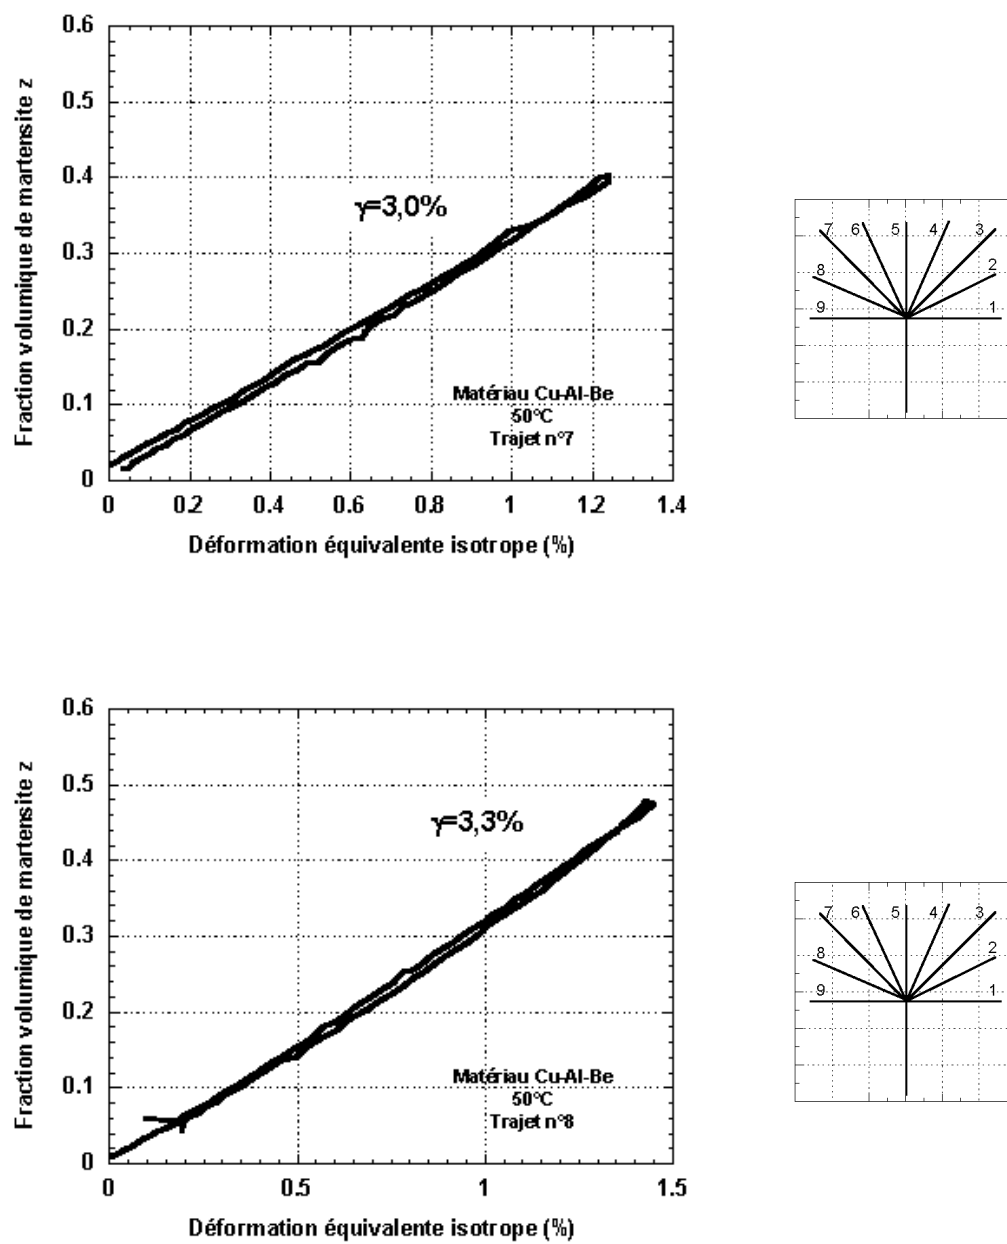 0.6
0.5
0.4
0.3
0.2
0.1
0
Fraction volumique de martensite z
γ=3,0%
Matériau Cu-Al-Be
50°C
Trajet n°7
0 0.2 0.4 0.6 0.8 1 1.2 1.4
Déformation équivalente isotrope (%)
7 6 5 4 3
8 2
9 1
0.6
0.5
0.4
0.3
0.2
0.1
0
Fraction volumique de martensite z
γ=3,3%
Matériau Cu-Al-Be
50°C
Trajet n°8
0 0.5 1 1.5
Déformation équivalente isotrope (%)
7 6 5 4 3
8 2
9 1